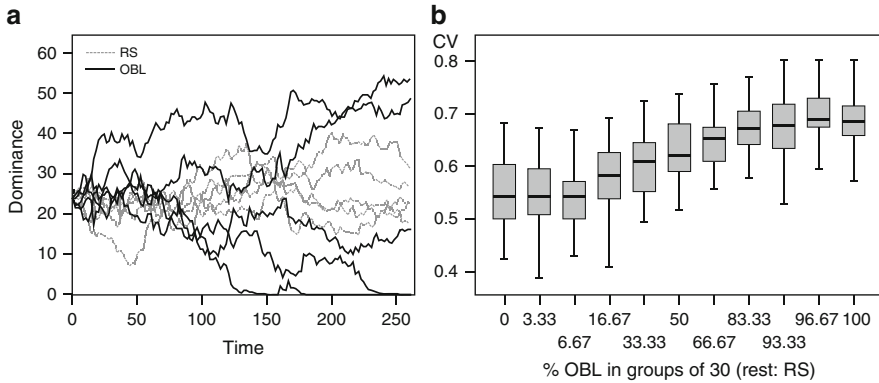 a
60
50
40
30
20
10
0
Dominance
RS
OBL
0 50 100 150 200 250
Time
b
CV
0.8
0.7
0.6
0.5
0.4
0 3.33 16.67 50 83.33 96.67 100
6.67 33.33 66.67 93.33
% OBL in groups of 30 (rest: RS)